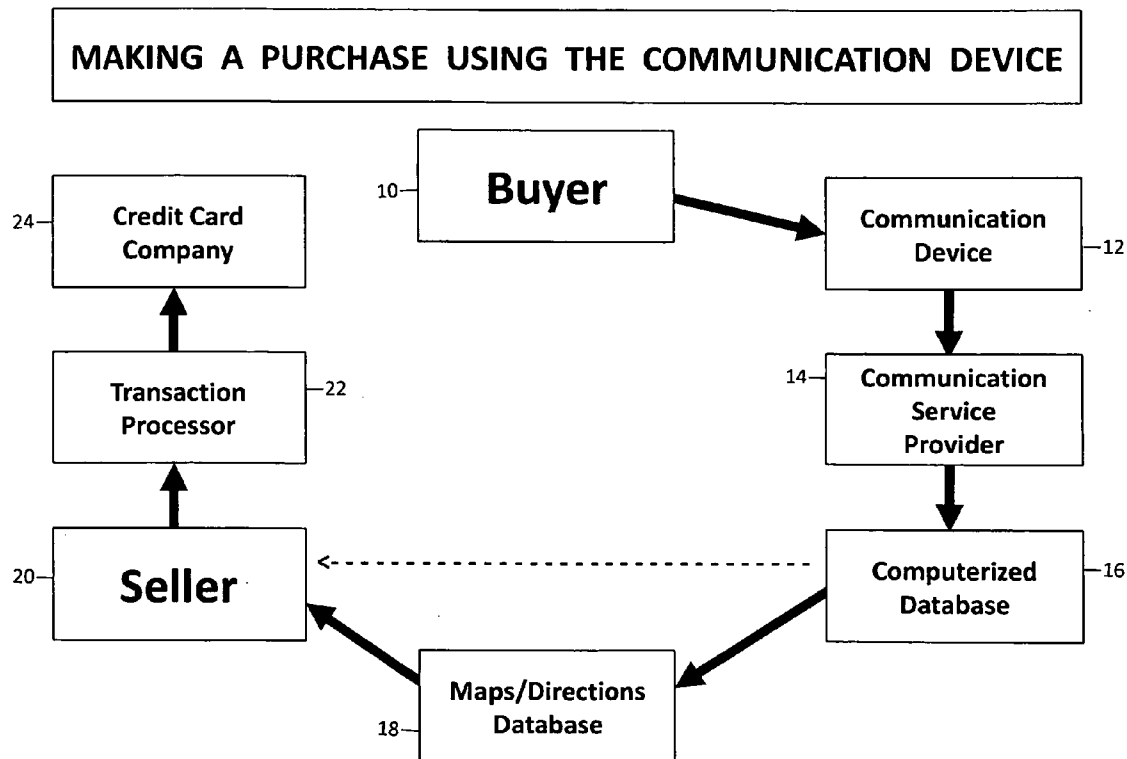 MAKING A PURCHASE USING THE COMMUNICATION DEVICE
10
Buyer
24
Credit Card
Company
Communication
Device
12
Transaction
Processor
22
14
Communication
Service
Provider
20
Seller
Computerized
Database
16
Maps/Directions
Database
18